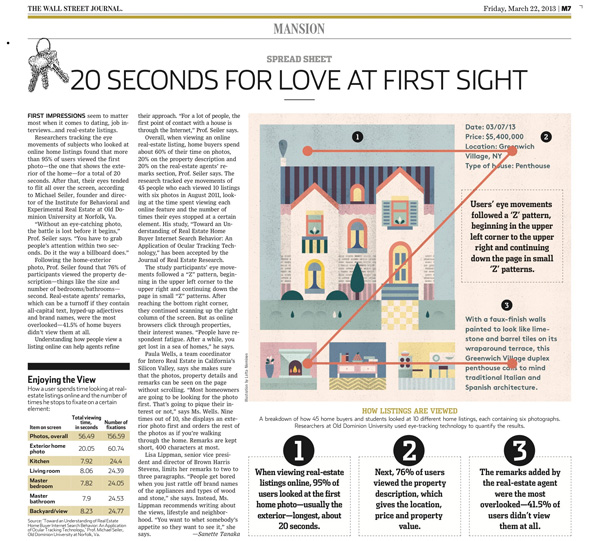 THE WALL STREET JOURNAL.
Friday, March 22, 2013 | M7
MANSION
SPREAD SHEET
20 SECONDS FOR LOVE AT FIRST SIGHT
FIRST IMPRESSIONS seem to matter
most when it comes to dating, job in-
terviews...and real-estate listings.
Researchers tracking the eye
movements of subjects who looked at
online home listings found that more
than 95% of users viewed the first
photo—the one that shows the exte-
rior of the home—for a total of 20
seconds. After that, their eyes tended
to flit all over the screen, according
to Michael Seiler, founder and direc-
tor of the Institute for Behavioral and
Experimental Real Estate at Old Do-
minion University at Norfolk, Va.
"Without an eye-catching photo,
the battle is lost before it begins,"
Prof. Seiler says. "You have to grab
people's attention within two sec-
onds. Do it the way a billboard does."
Following the home-exterior
photo, Prof. Seiler found that 76% of
participants viewed the property de-
scription—things like the size and
number of bedrooms/bathrooms—
second. Real-estate agents' remarks,
which can be a turnoff if they contain
all-capital text, hyped-up adjectives
and brand names, were the most
overlooked—41.5% of home buyers
didn't view them at all.
Understanding how people view a
listing online can help agents refine
their approach. "For a lot of people, the
first point of contact with a house is
through the Internet," Prof. Seiler says.
Overall, when viewing an online
real-estate listing, home buyers spend
about 60% of their time on photos,
20% on the property description and
20% on the real-estate agents' re-
marks section, Prof. Seiler says. The
research tracked eye movements of
45 people who each viewed 10 listings
with six photos in August 2011, look-
ing at the time spent viewing each
online feature and the number of
times their eyes stopped at a certain
element. His study, "Toward an Un-
derstanding of Real Estate Home
Buyer Internet Search Behavior: An
Application of Ocular Tracking Tech-
nology," has been accepted by the
Journal of Real Estate Research.
The study participants' eye move-
ments followed a "Z" pattern, begin-
ning in the upper left corner to the
upper right and continuing down the
page in small "Z" patterns. After
reaching the bottom right corner,
they continued scanning up the right
column of the screen. But as online
browsers click through properties,
their interest wanes. "People have re-
spondent fatigue. After a while, you
get lost in a sea of homes," he says.
Paula Wells, a team coordinator
for Intero Real Estate in California's
Silicon Valley, says she makes sure
that the photos, property details and
remarks can be seen on the page
without scrolling. "Most homeowners
are going to be looking for the photo
first. That's going to pique their in-
terest or not," says Ms. Wells. Nine
times out of 10, she displays an exte-
rior photo first and orders the rest of
the photos as if you're walking
through the home. Remarks are kept
short, 400 characters at most.
Lisa Lippman, senior vice presi-
dent and director of Brown Harris
Stevens, limits her remarks to two to
three paragraphs. "People get bored
when you just rattle off brand names
of the appliances and types of wood
and stone," she says. Instead, Ms.
Lippman recommends writing about
the views, lifestyle and neighbor-
hood. "You want to whet somebody's
appetite so they want to see it," she
says. —Sanette Tanaka
Enjoying the View
How a user spends time looking at real-
estate listings online and the number of
times he stops to fixate on a certain
element:
Item on screen | Total viewing time, in seconds | Number of fixations
Photos, overall 56.49 156.59
Exterior home photo 20.05 60.74
Kitchen 7.92 24.4
Living room 8.06 24.39
Master bedroom 7.82 24.05
Master bathroom 7.9 24.53
Backyard/view 8.23 24.77
Source: "Toward an Understanding of Real Estate
Home Buyer Internet Search Behavior: An Application
of Ocular Tracking Technology," Prof. Michael Seiler,
Old Dominion University at Norfolk, Va.
1
2
Date: 03/07/13
Price: $5,400,000
Location: Greenwich
Village, NY
Type of house: Penthouse
Users' eye movements
followed a 'Z' pattern,
beginning in the upper
left corner to the upper
right and continuing
down the page in small
'Z' patterns.
3
With a faux-finish walls
painted to look like lime-
stone and barrel tiles on its
wraparound terrace, this
Greenwich Village duplex
penthouse calls to mind
traditional Italian and
Spanish architecture.
HOW LISTINGS ARE VIEWED
A breakdown of how 45 home buyers and students looked at 10 different home listings, each containing six photographs.
Researchers at Old Dominion University used eye-tracking technology to quantify the results.
1
When viewing real-estate
listings online, 95% of
users looked at the first
home photo—usually the
exterior—longest, about
20 seconds.
2
Next, 76% of users
viewed the property
description, which
gives the location,
price and property
value.
3
The remarks added by
the real-estate agent
were the most
overlooked—41.5% of
users didn't view
them at all.